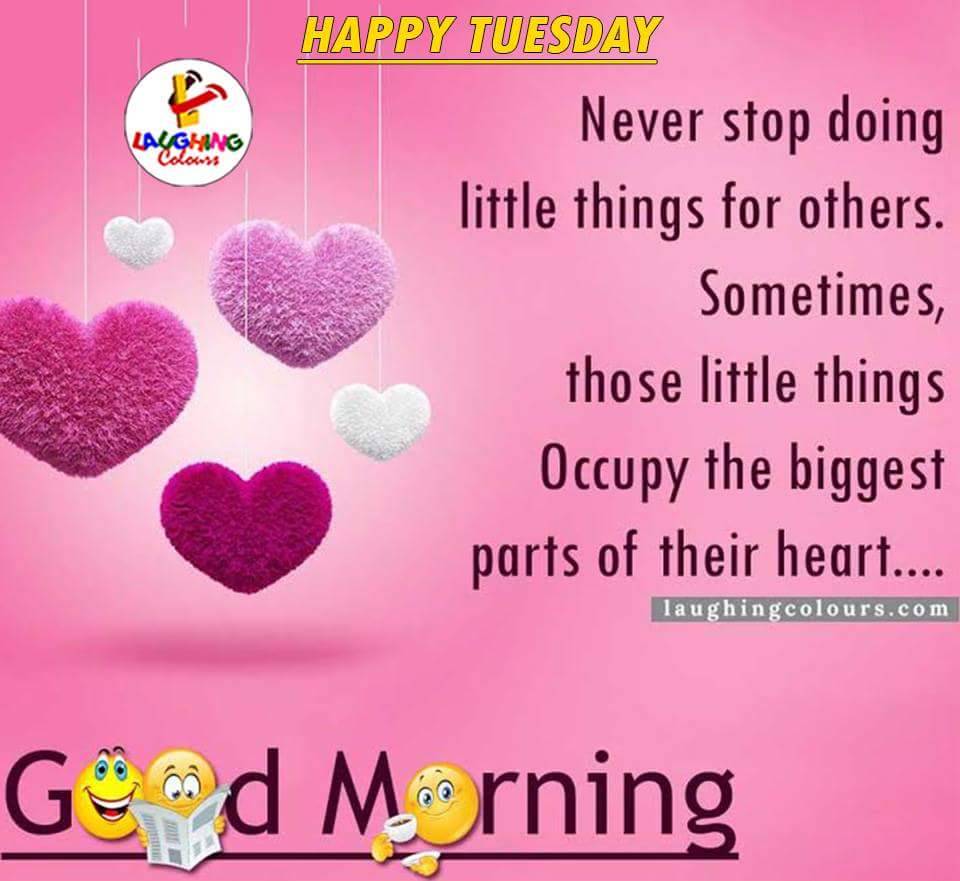 HAPPY TUESDAY
LAUGHING
Colours
Never stop doing
little things for others.
Sometimes,
those little things
Occupy the biggest
parts of their heart....
laughingcolours.com
Good Morning